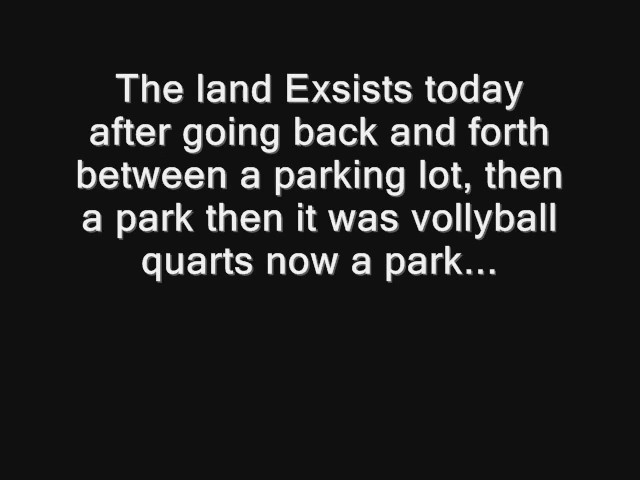 The land Exsists today
after going back and forth
between a parking lot, then
a park then it was vollyball
quarts now a park...